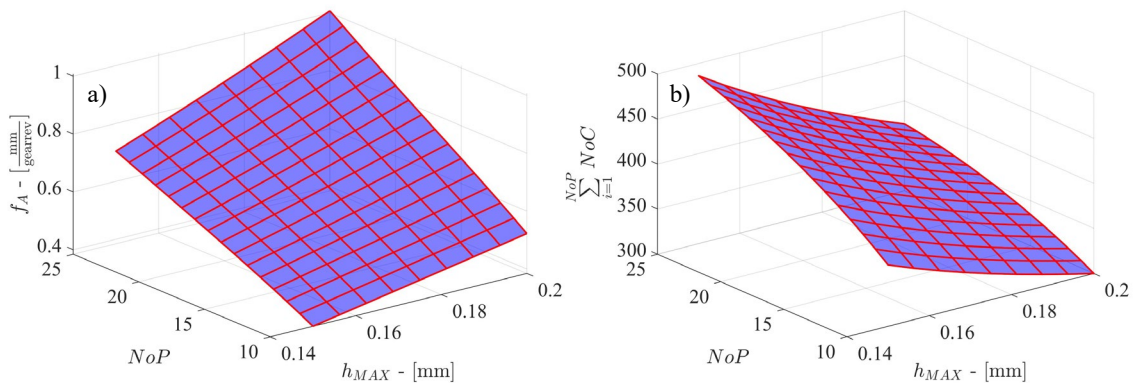 a)
1
0.8
0.6
0.4
f_A - [mm/gearrev]
25
20
15
10
NoP
0.14
0.16
0.18
0.2
h_MAX - [mm]
b)
500
450
400
350
300
NoP
∑ NoC
i=1
25
20
15
10
NoP
0.14
0.16
0.18
0.2
h_MAX - [mm]